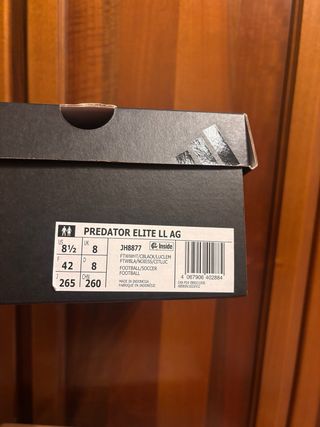 PREDATOR ELITE LL AG
US UK
8½ 8
JH8877
Inside
F D
42 8
FTWWHT/CBLACK/LUCLEM
FTWBLA/NOIESS/CITLUC
FOOTBALL/SOCCER
FOOTBALL
J CHN
265 260
MADE IN INDONESIA
FABRIQUÉ EN INDONÉSIE
4 067906 402884